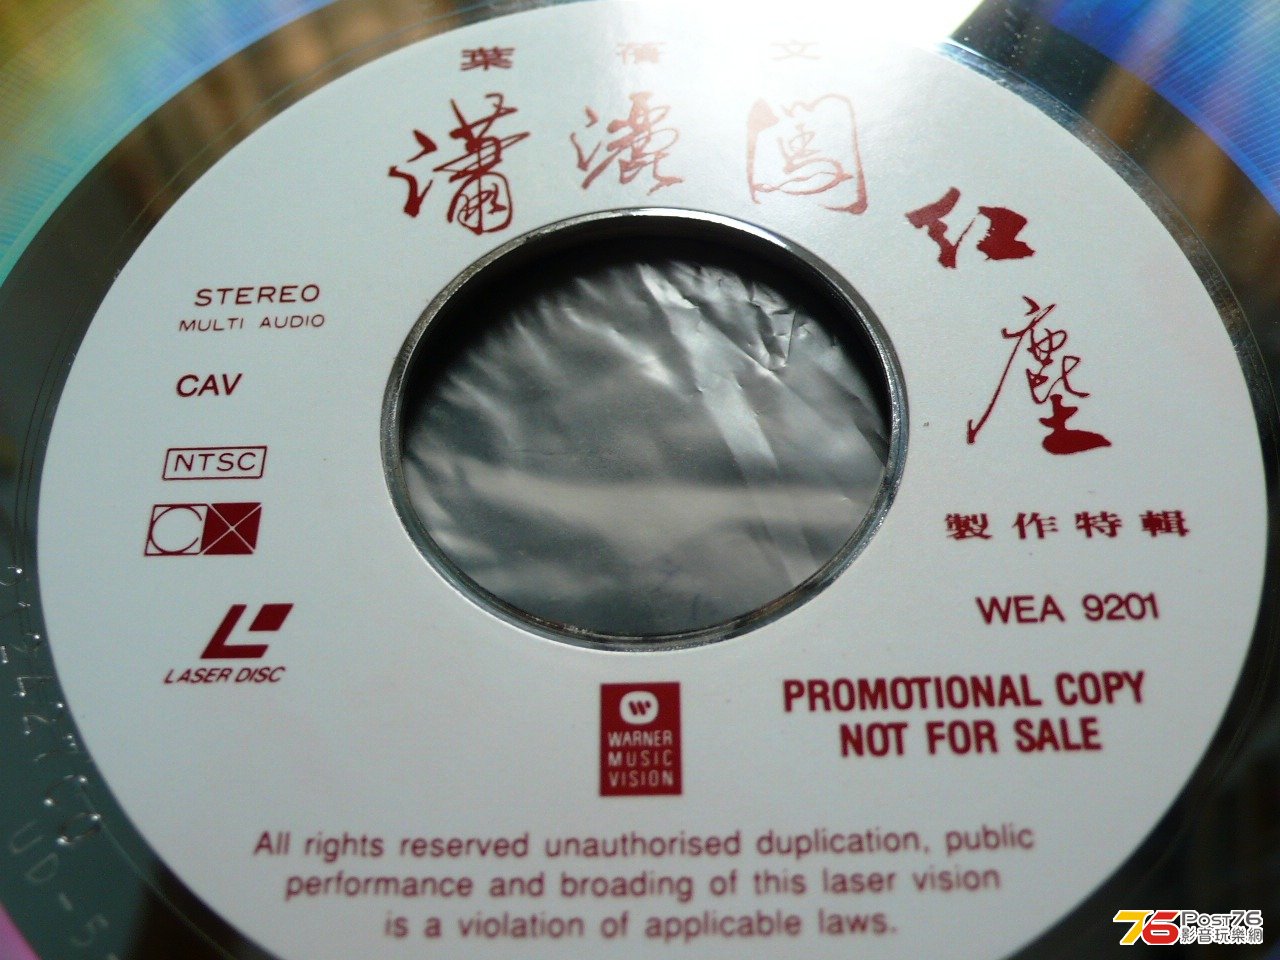 葉蒨文
瀟灑闖紅塵
製作特輯
WEA 9201
PROMOTIONAL COPY
NOT FOR SALE
STEREO
MULTI AUDIO
CAV
NTSC
CX
LASER DISC
WARNER
MUSIC
VISION
All rights reserved unauthorised duplication, public
performance and broading of this laser vision
is a violation of applicable laws.
76 Post76
影音玩樂網